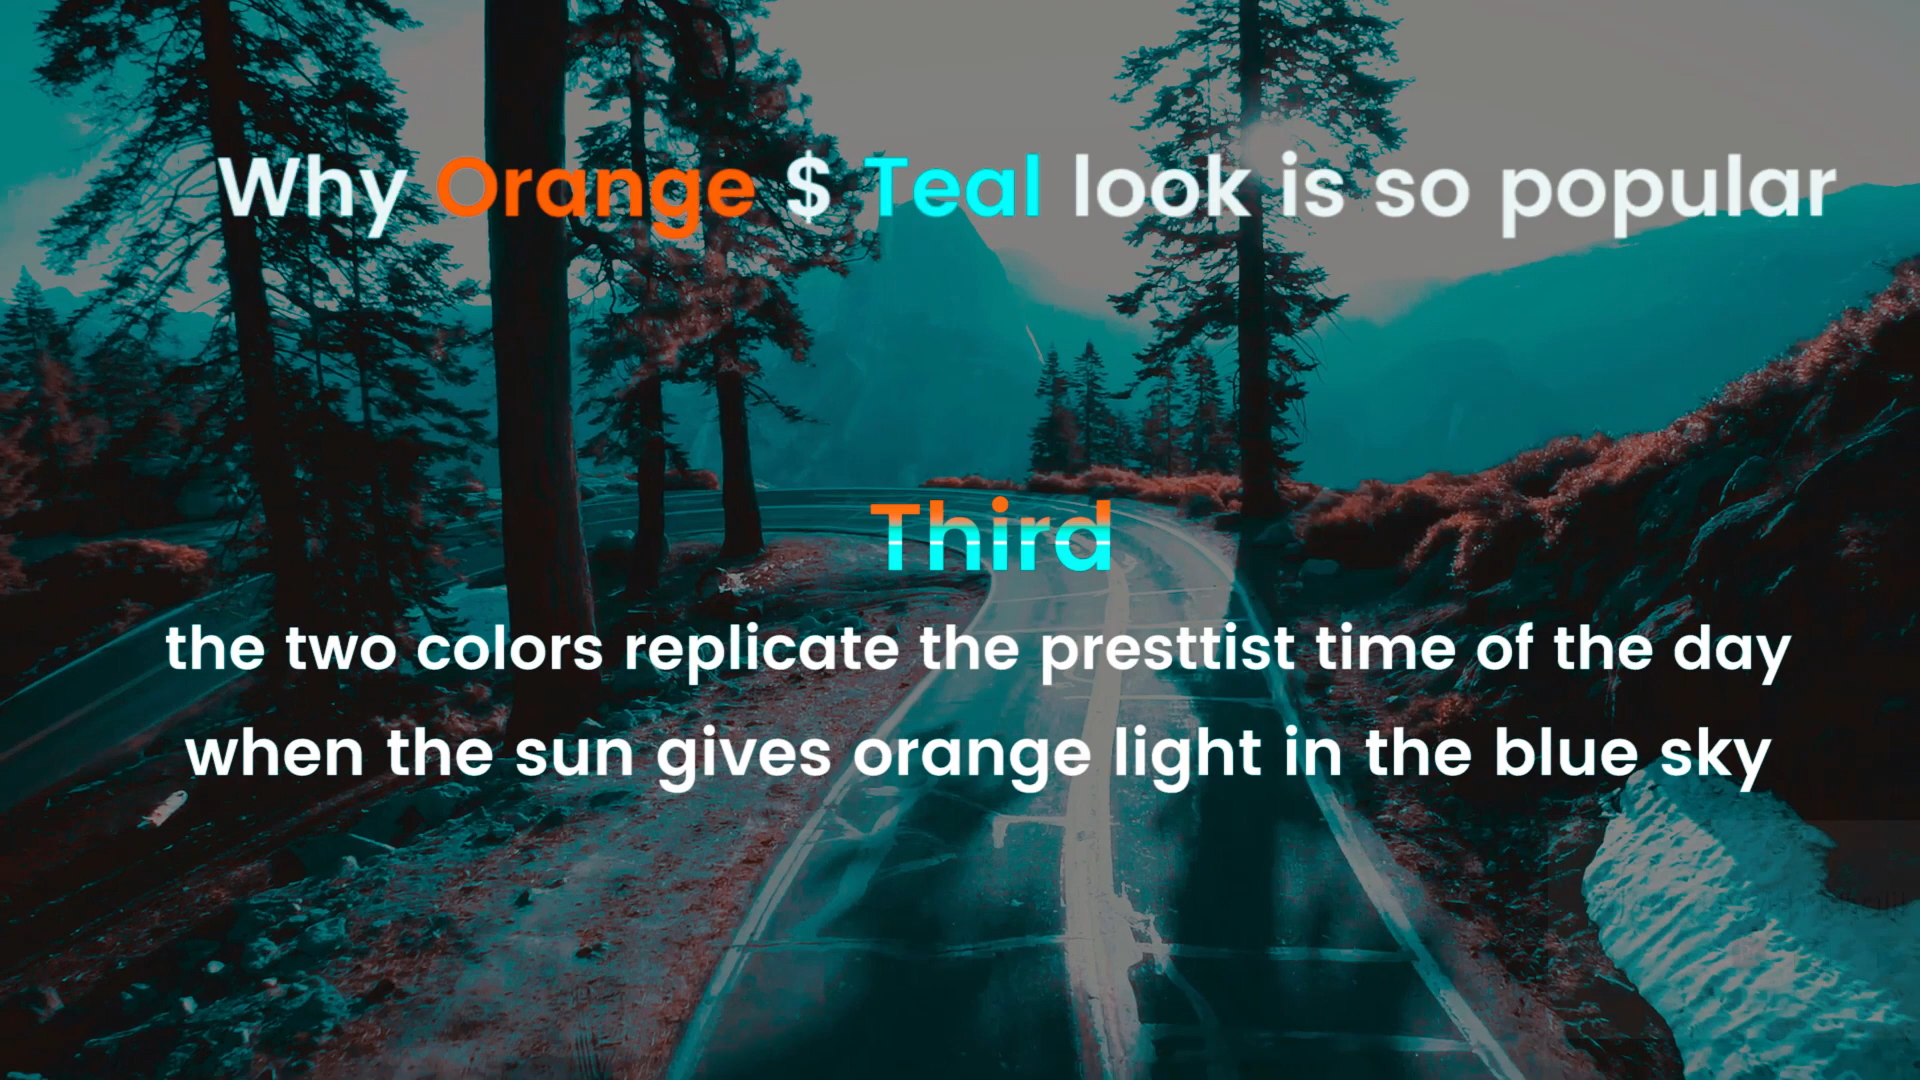 Why Orange $ Teal look is so popular
Third
the two colors replicate the presttist time of the day
when the sun gives orange light in the blue sky